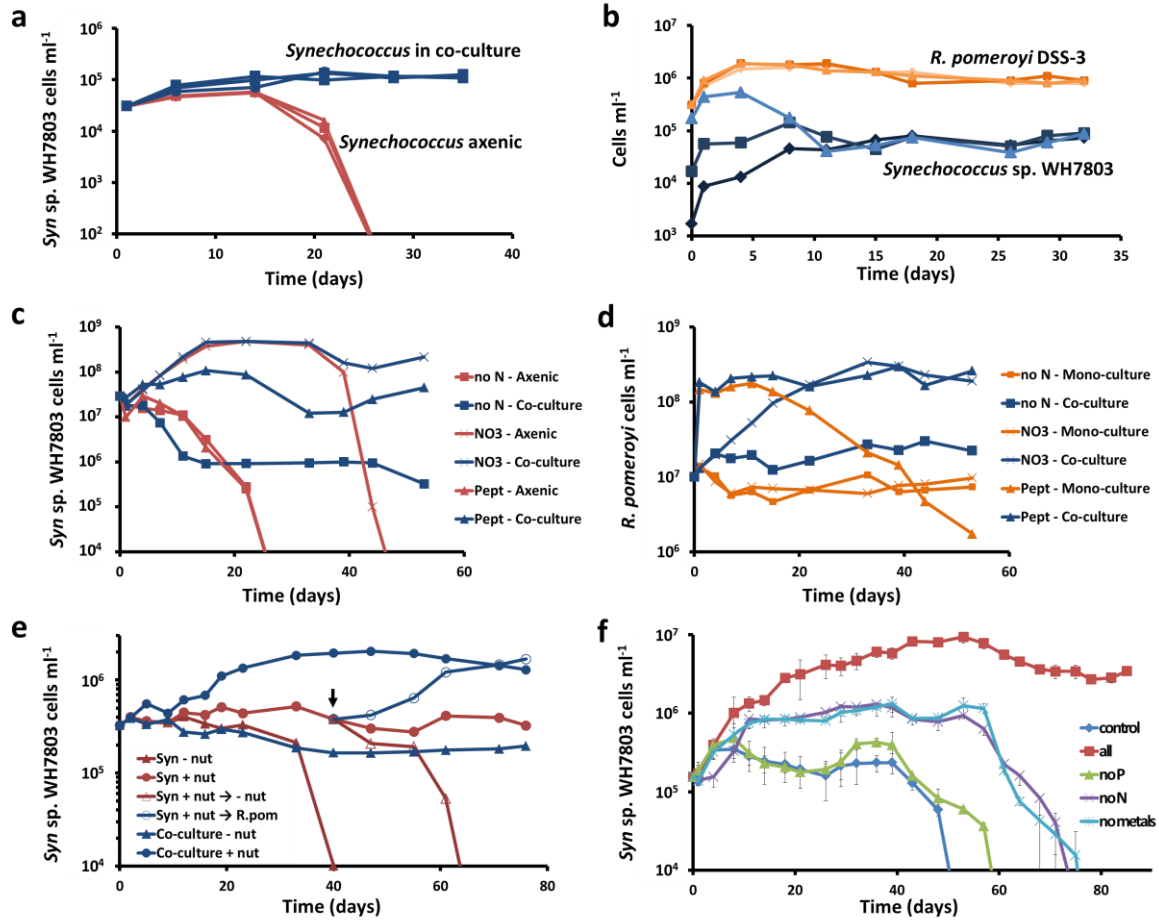 a
Syn sp. WH7803 cells ml⁻¹
10⁶
10⁵
10⁴
10³
10²
Synechococcus in co-culture
Synechococcus axenic
0 10 20 30 40
Time (days)
b
Cells ml⁻¹
10⁷
10⁶
10⁵
10⁴
10³
R. pomeroyi DSS-3
Synechococcus sp. WH7803
0 5 10 15 20 25 30 35
Time (days)
c
Syn sp. WH7803 cells ml⁻¹
10⁹
10⁸
10⁷
10⁶
10⁵
10⁴
no N - Axenic
no N - Co-culture
NO3 - Axenic
NO3 - Co-culture
Pept - Axenic
Pept - Co-culture
0 20 40 60
Time (days)
d
R. pomeroyi cells ml⁻¹
10⁹
10⁸
10⁷
10⁶
no N - Mono-culture
no N - Co-culture
NO3 - Mono-culture
NO3 - Co-culture
Pept - Mono-culture
Pept - Co-culture
0 20 40 60
Time (days)
e
Syn sp. WH7803 cells ml⁻¹
10⁶
10⁵
10⁴
Syn - nut
Syn + nut
Syn + nut → - nut
Syn + nut → R.pom
Co-culture - nut
Co-culture + nut
0 20 40 60 80
Time (days)
f
Syn sp. WH7803 cells ml⁻¹
10⁷
10⁶
10⁵
10⁴
control
all
no P
no N
no metals
0 20 40 60 80
Time (days)